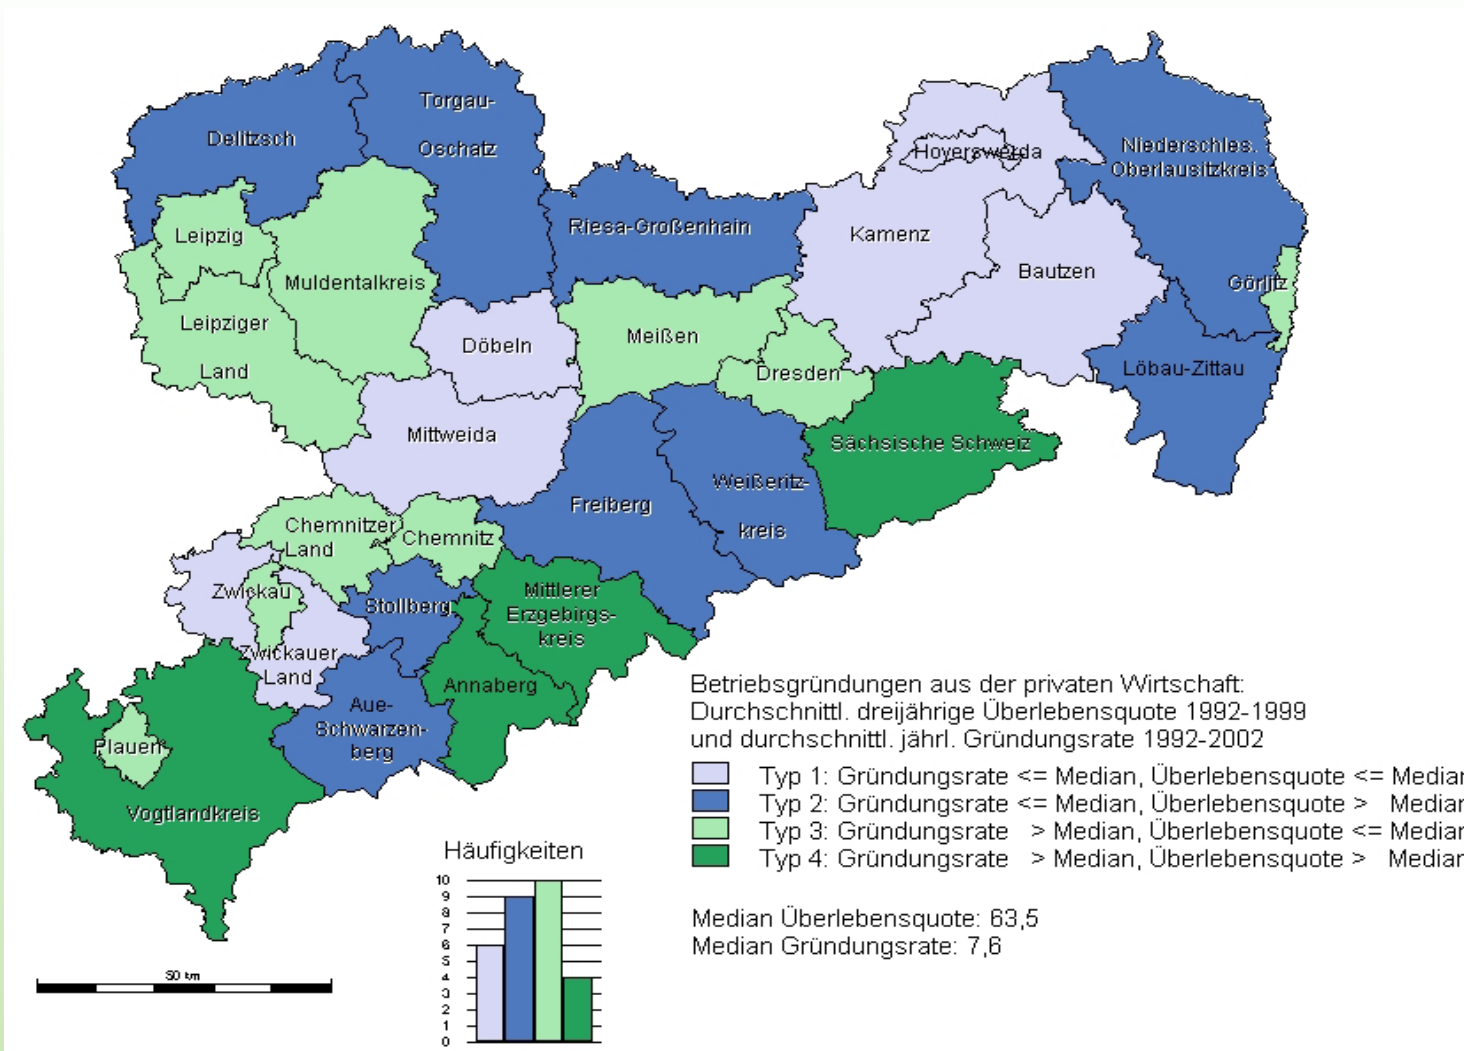 Torgau-
Oschatz
Delitzsch
Hoyerswerda
Niederschles.
Oberlausitzkreis
Leipzig
Riesa-Großenhain
Kamenz
Bautzen
Muldentalkreis
Görlitz
Leipziger
Land
Döbeln
Meißen
Dresden
Löbau-Zittau
Mittweida
Sächsische Schweiz
Freiberg
Weißeritz-
kreis
Chemnitzer
Land
Chemnitz
Zwickau
Stollberg
Mittlerer
Erzgebirgs-
kreis
Zwickauer
Land
Annaberg
Aue-
Schwarzen-
berg
Plauen
Vogtlandkreis
Betriebsgründungen aus der privaten Wirtschaft:
Durchschnittl. dreijährige Überlebensquote 1992-1999
und durchschnittl. jährl. Gründungsrate 1992-2002
Typ 1: Gründungsrate <= Median, Überlebensquote <= Median
Typ 2: Gründungsrate <= Median, Überlebensquote > Median
Typ 3: Gründungsrate > Median, Überlebensquote <= Median
Typ 4: Gründungsrate > Median, Überlebensquote > Median
Median Überlebensquote: 63,5
Median Gründungsrate: 7,6
Häufigkeiten
10
9
8
7
6
5
4
3
2
1
0
50 km